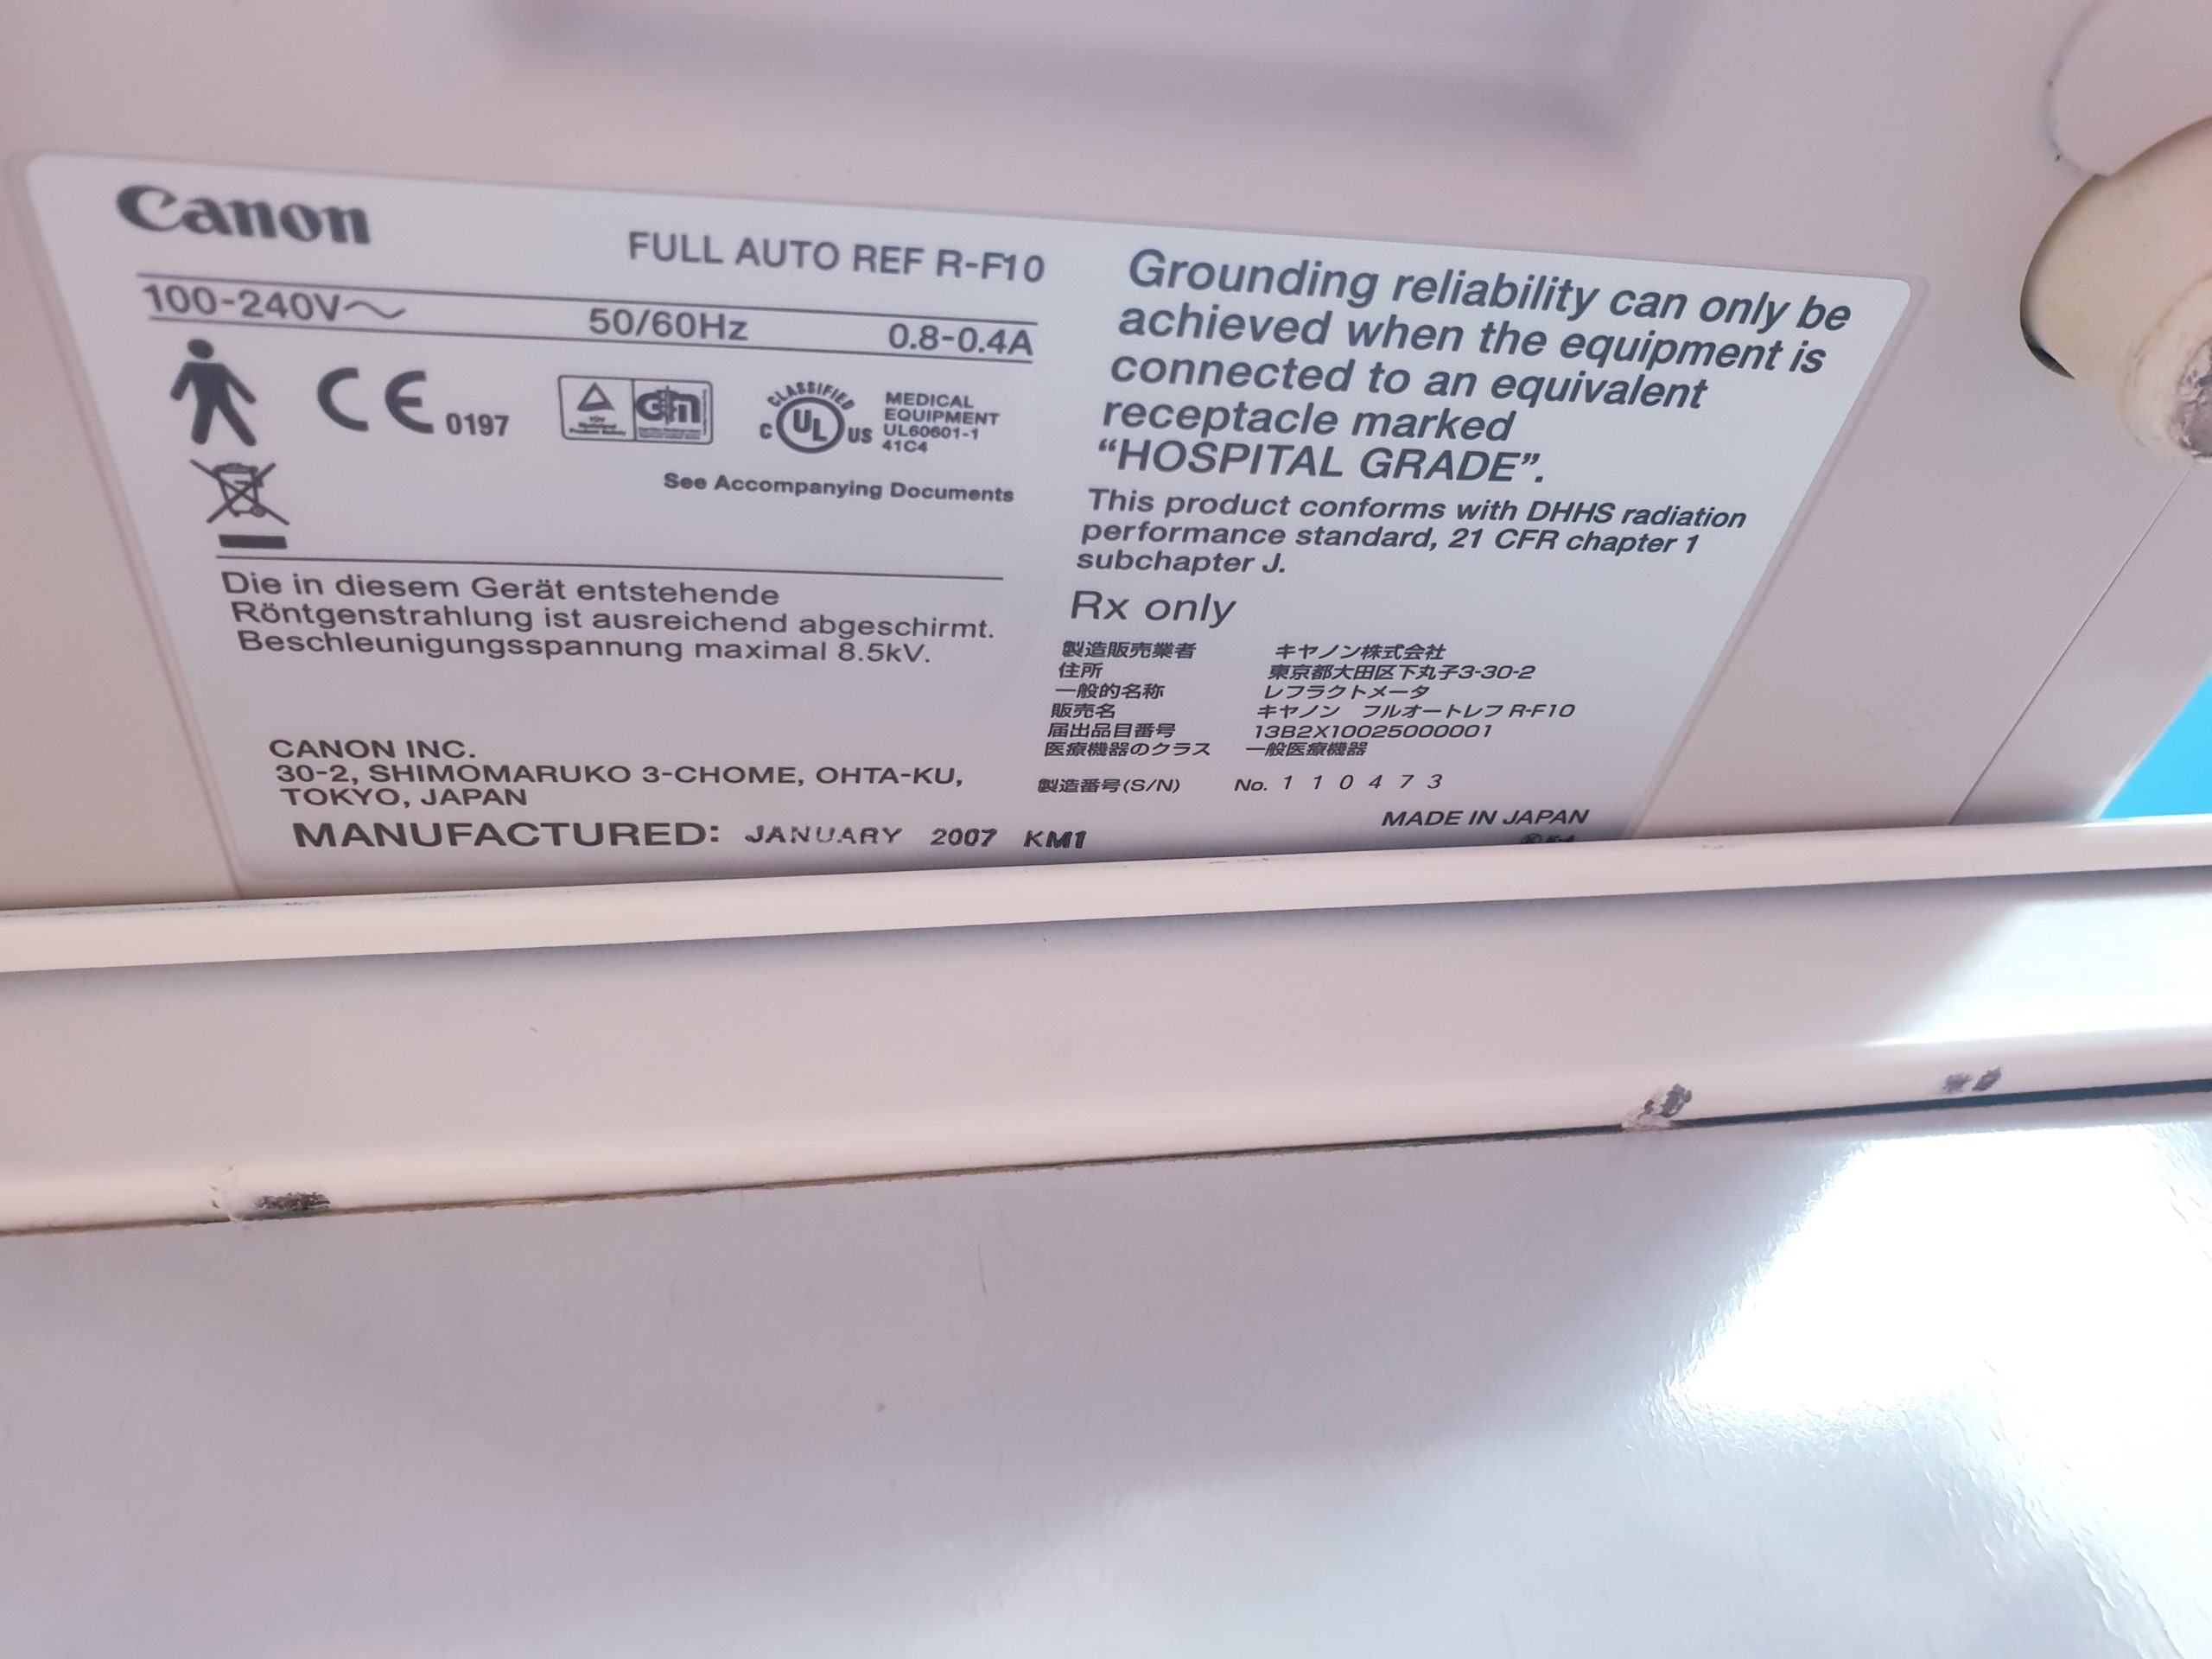 Canon
FULL AUTO REF R-F10
100-240V～ 50/60Hz 0.8-0.4A
CE 0197
CLASSIFIED
C UL US
MEDICAL
EQUIPMENT
UL60601-1
41C4
See Accompanying Documents
Die in diesem Gerät entstehende
Röntgenstrahlung ist ausreichend abgeschirmt.
Beschleunigungsspannung maximal 8.5kV.
CANON INC.
30-2, SHIMOMARUKO 3-CHOME, OHTA-KU,
TOKYO, JAPAN
MANUFACTURED: JANUARY 2007 KM1
Grounding reliability can only be
achieved when the equipment is
connected to an equivalent
receptacle marked
“HOSPITAL GRADE”.
This product conforms with DHHS radiation
performance standard, 21 CFR chapter 1
subchapter J.
Rx only
製造販売業者 キヤノン株式会社
住所 東京都大田区下丸子3-30-2
一般的名称 レフラクトメータ
販売名 キヤノン フルオートレフ R-F10
届出品目番号 13B2X10025000001
医療機器のクラス 一般医療機器
製造番号(S/N) No. 1 1 0 4 7 3
MADE IN JAPAN